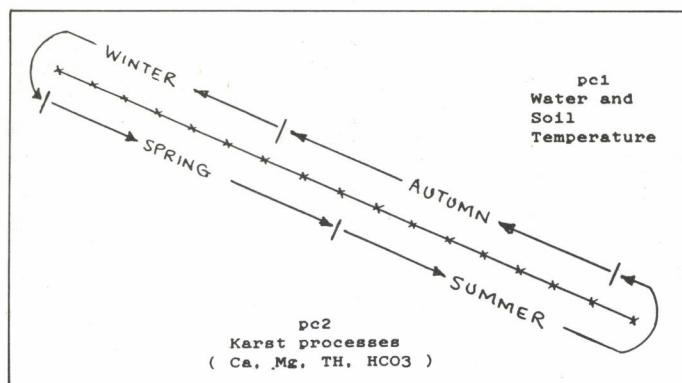 WINTER
pc1
Water and
Soil
Temperature
SPRING
AUTUMN
SUMMER
pc2
Karst processes
( Ca, Mg, TH, HCO3 )